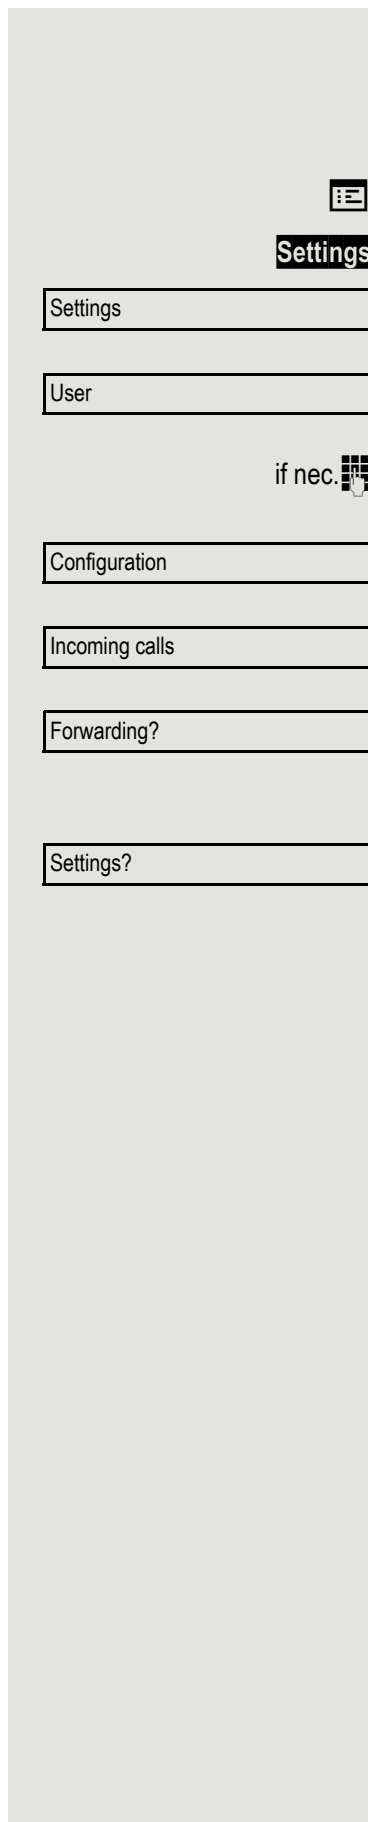 Settings
Settings
User
if nec.
Configuration
Incoming calls
Forwarding?
Settings?